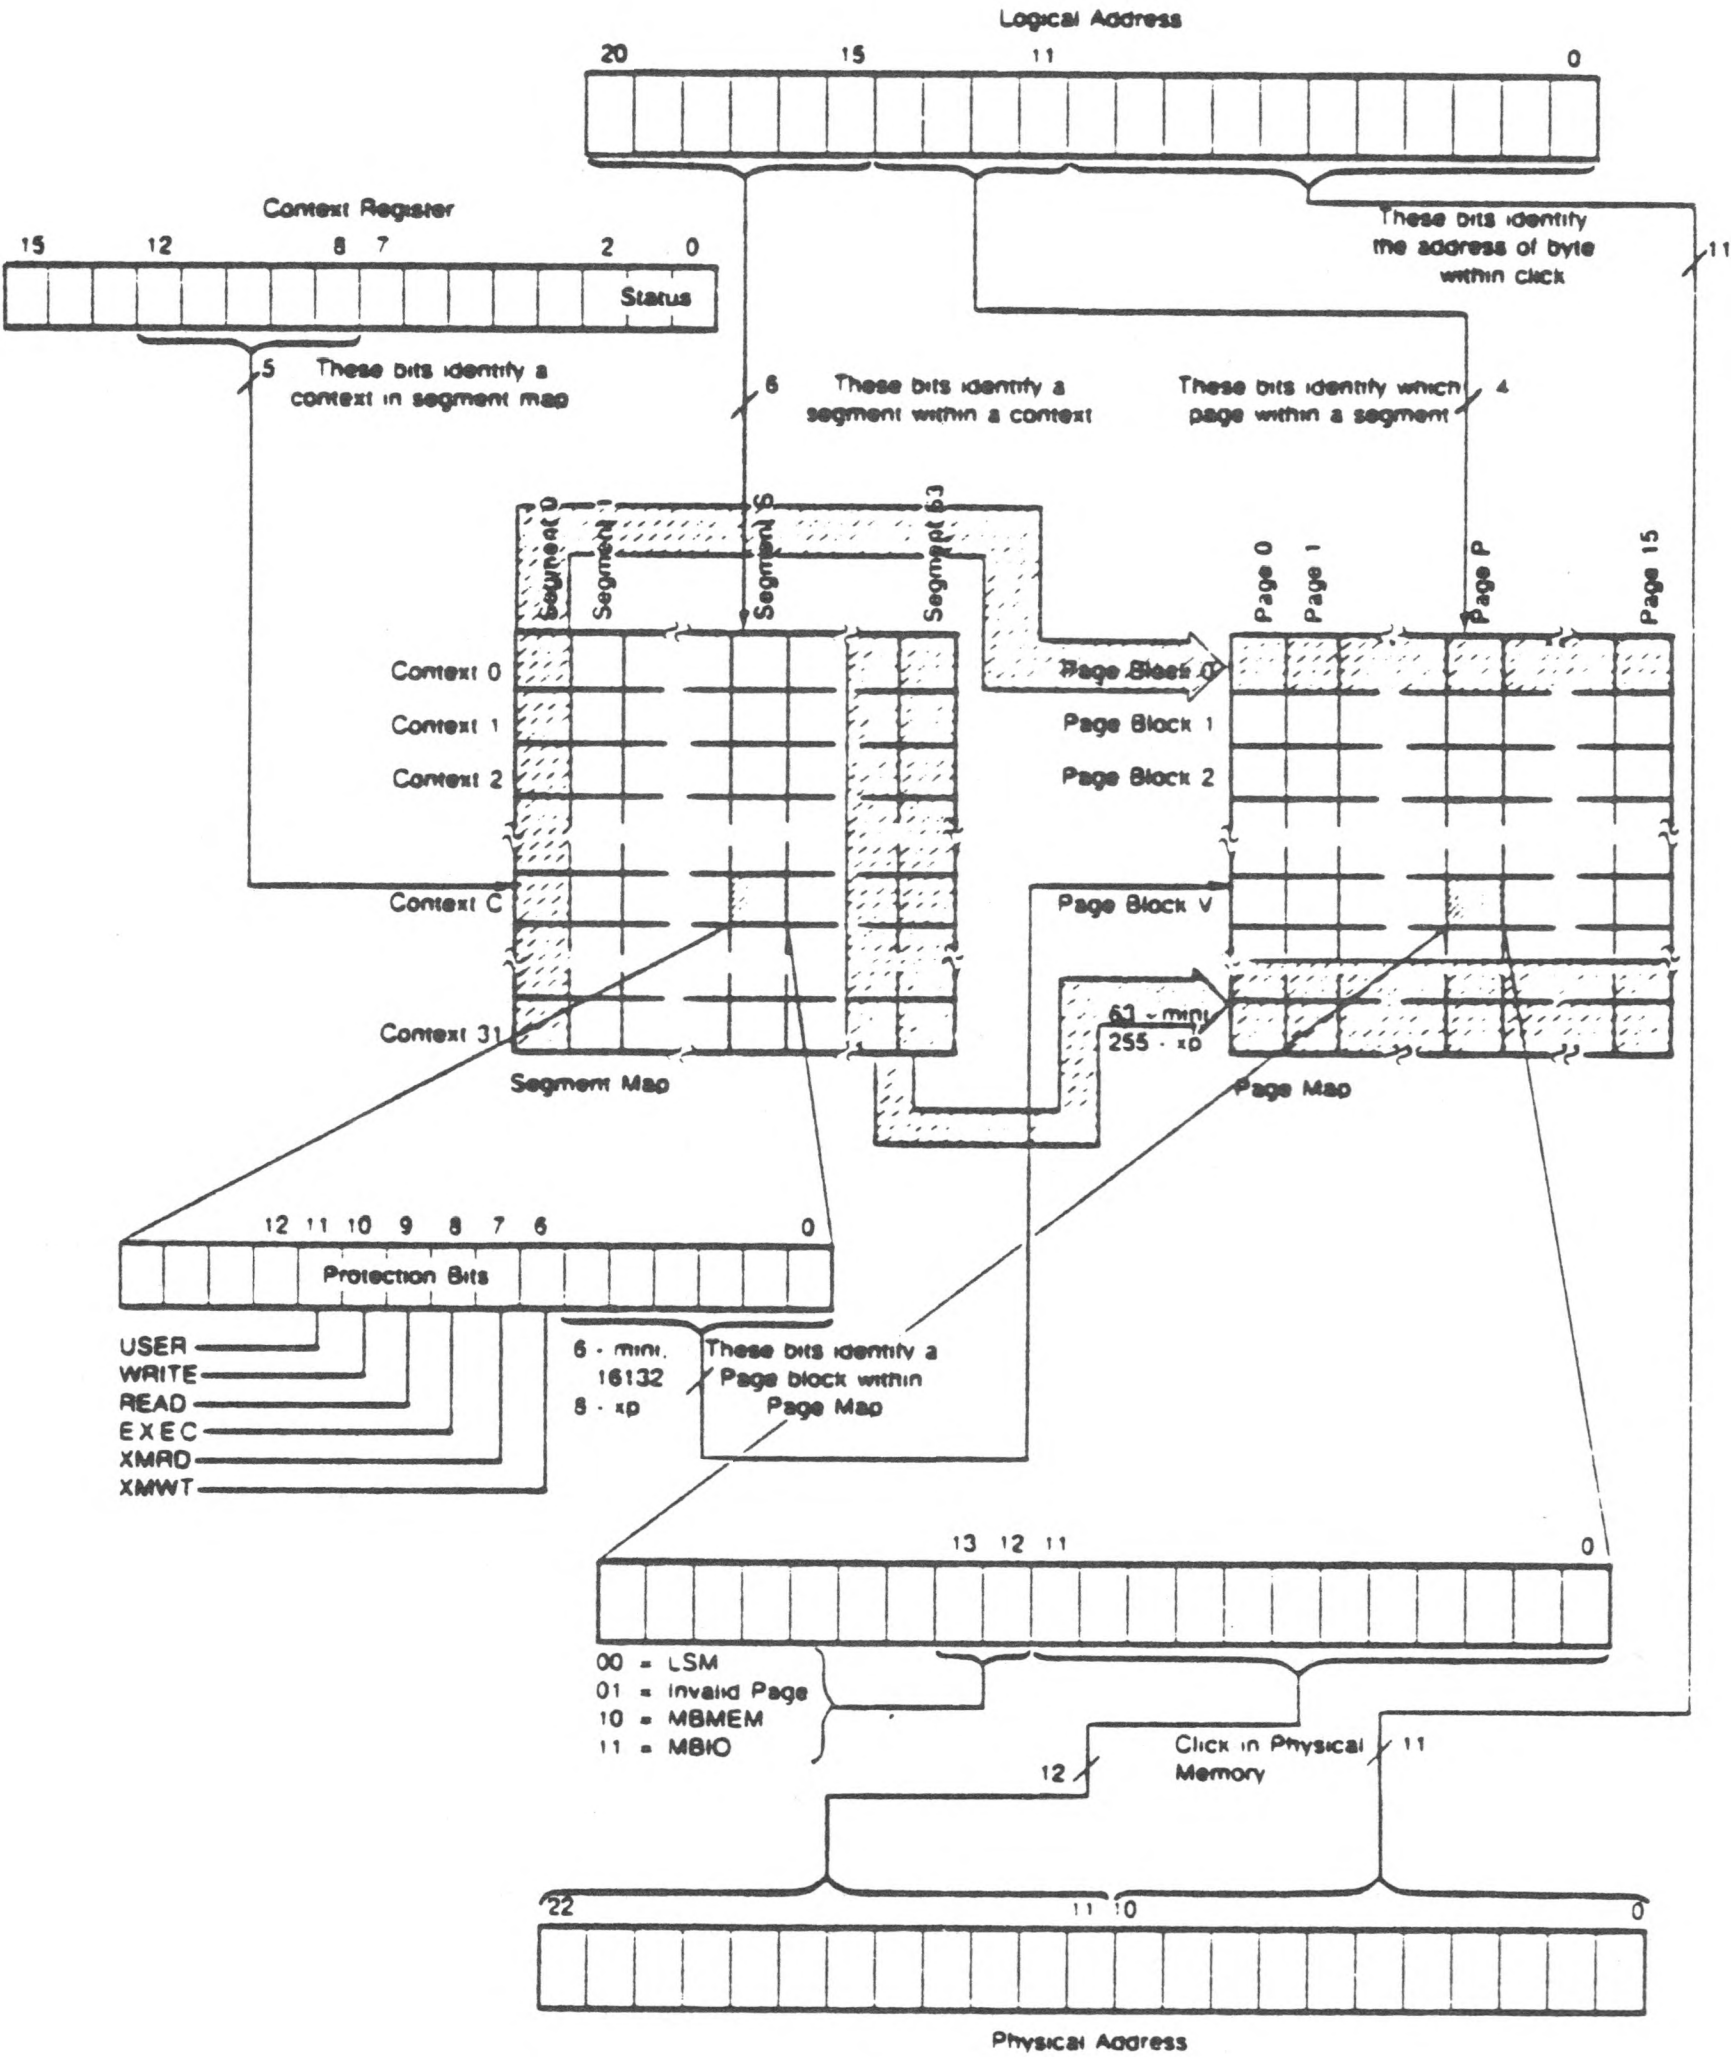 Logical Address
20 15 11 0
Context Register
15 12 8 7 2 0
Status
These bits identify
the address of byte
within click
11
5
These bits identify a
context in segment map
6
These bits identify a
segment within a context
These bits identify which
page within a segment
4
Segment 0
Segment 1
Segment S
Segment 63
Page 0
Page 1
Page P
Page 15
Context 0
Context 1
Context 2
Context C
Context 31
Segment Map
Page Block 0
Page Block 1
Page Block 2
Page Block V
63 - mini
255 - xp
Page Map
12 11 10 9 8 7 6 0
Protection Bits
USER
WRITE
READ
EXEC
XMRD
XMWT
6 - mini,
16132
8 - xp
These bits identify a
Page block within
Page Map
13 12 11 0
00 = LSM
01 = Invalid Page
10 = MBMEM
11 = MBIO
12
Click in Physical
Memory
11
22 11 10 0
Physical Address